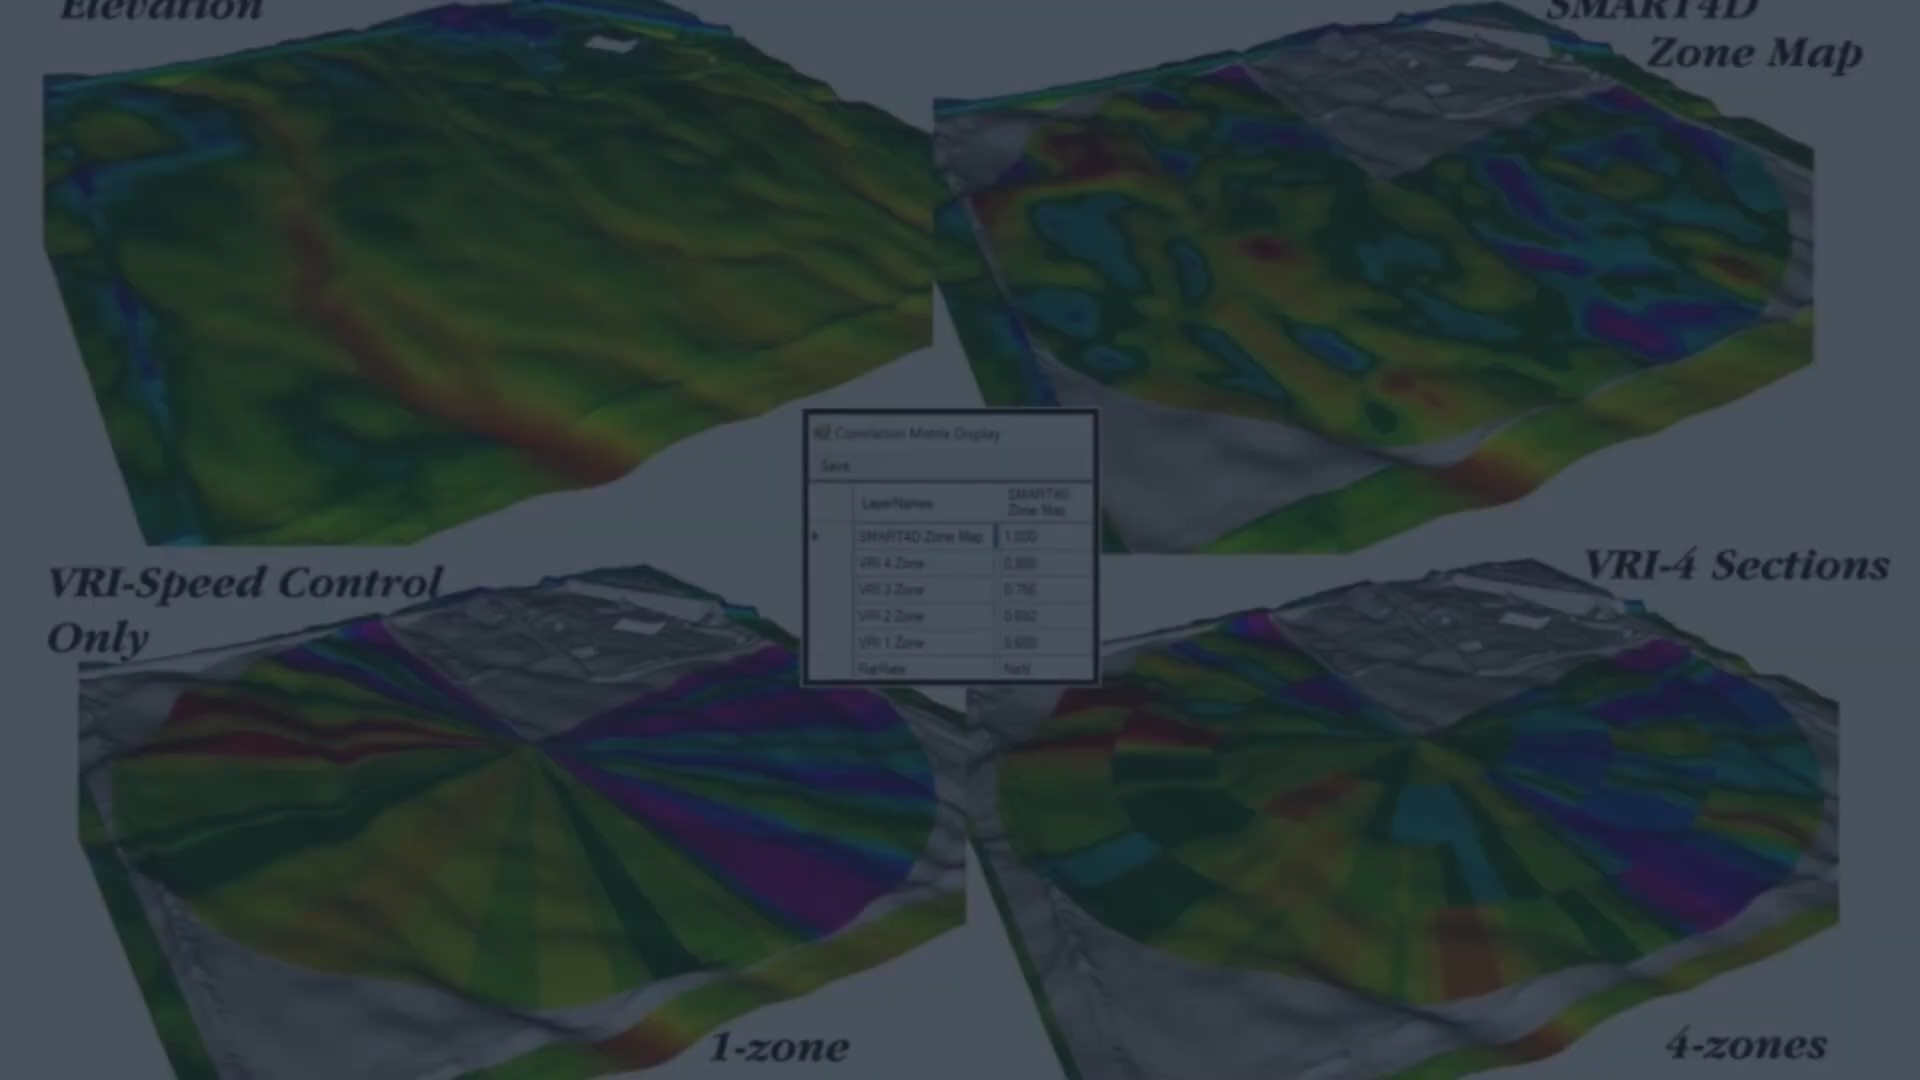 Elevation
SMART4D
Zone Map
Correlation Matrix Display
Save
LayerNames
SMART4D
Zone Map
SMART4D Zone Map 1.000
VRI 4 Zone
VRI 3 Zone
VRI 2 Zone
VRI 1 Zone
NaN
VRI-Speed Control
Only
VRI-4 Sections
1-zone
4-zones